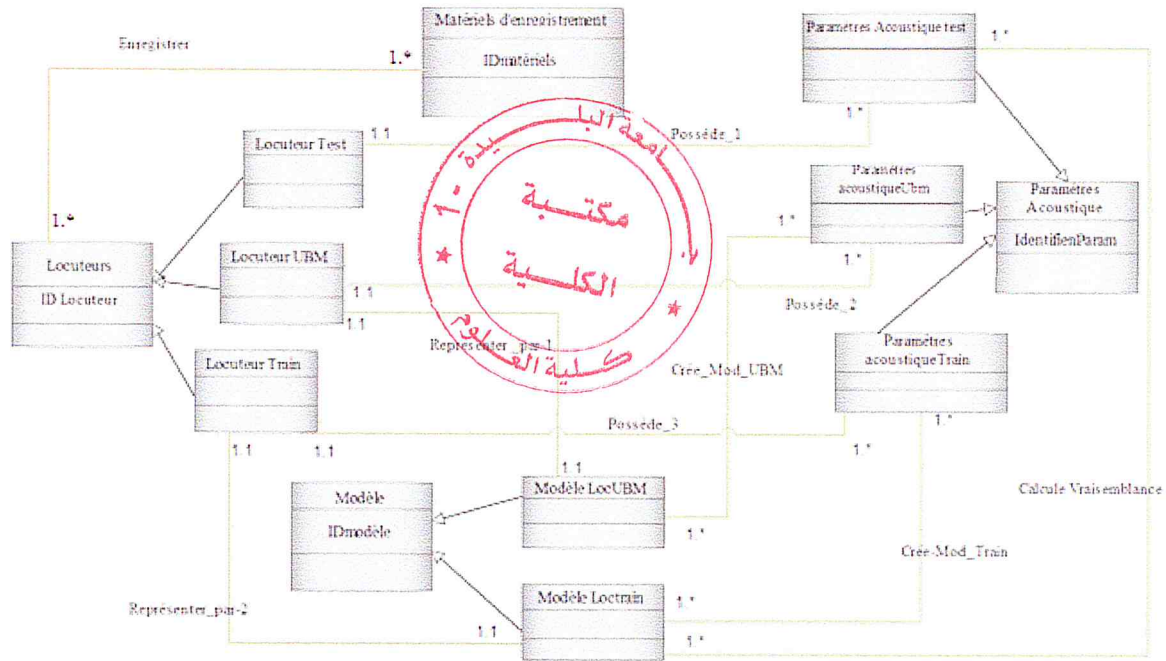 Matériels d'enregistrement
IDmatériels
Paramètres Acoustique test
Enregistrer
1.*
1.*
1.*
1.*
Locuteur Test
1.1
Posséde_1
Paramètres
acoustiqueUbm
1.*
1.*
Paramètres
Acoustique
IdentifienParam
Locuteurs
ID Locuteur
Locuteur UBM
1.1
1.1
Posséde_2
جامعة البليدة - 1
مكتبة
الكلية
كلية العلوم
Représenter_par-1
Crée_Mod_UBM
Paramètres
acoustiqueTrain
Locuteur Train
1.1
1.1
Posséde_3
1.*
1.*
1.1
Modèle
IDmodèle
Modèle LocUBM
1.*
Calcule Vraisemblance
Crée-Mod_Train
Modèle Loctrain
1.*
1.*
Représenter_par-2
1.1